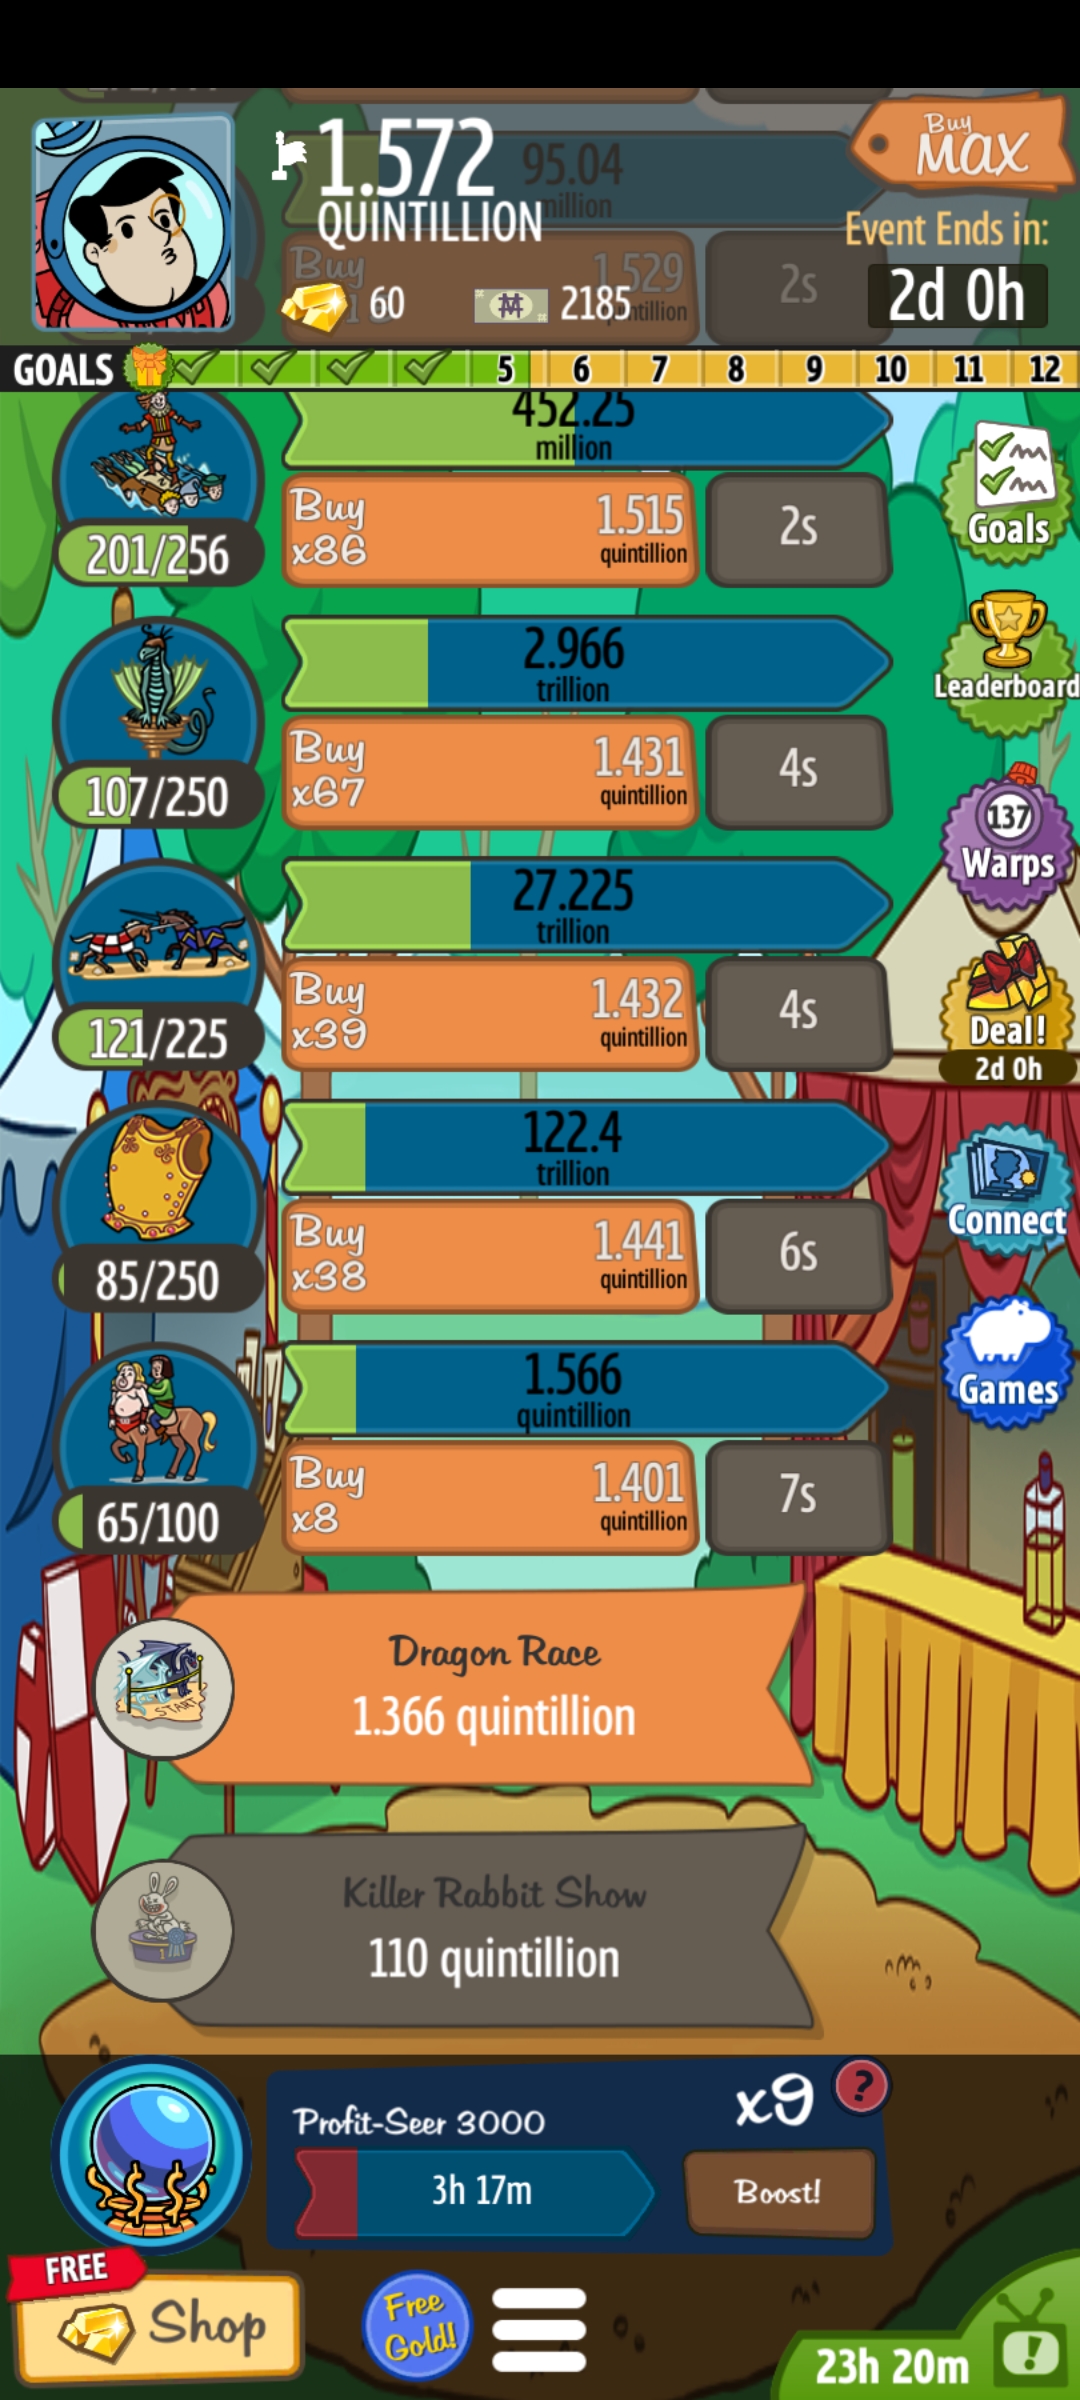 1.572
QUINTILLION
95.04
million
Buy
MAX
Event Ends in:
2d 0h
60
2185
Buy
1.529
2s
GOALS
5 6 7 8 9 10 11 12
452.25
million
Buy
x86
1.515
quintillion
2s
201/256
Goals
2.966
trillion
Buy
x67
1.431
quintillion
4s
107/250
Leaderboard
27.225
trillion
Buy
x39
1.432
quintillion
4s
121/225
137
Warps
Deal!
2d 0h
122.4
trillion
Buy
x38
1.441
quintillion
6s
85/250
Connect
1.566
quintillion
Buy
x8
1.401
quintillion
7s
65/100
Games
START
Dragon Race
1.366 quintillion
1
Killer Rabbit Show
110 quintillion
Profit-Seer 3000
x9
?
3h 17m
Boost!
FREE
Shop
Free
Gold!
23h 20m
!